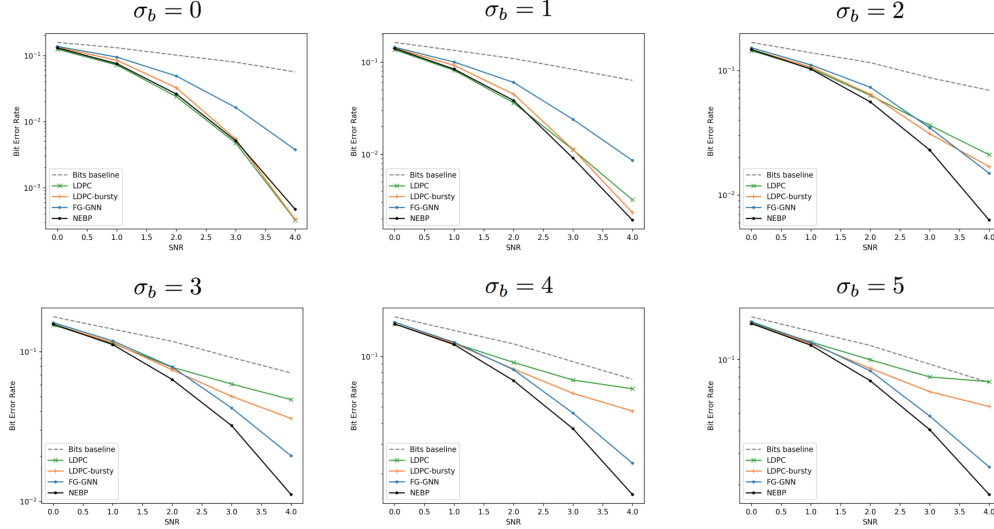 σ_b = 0
10⁻¹
10⁻²
10⁻³
Bit Error Rate
Bits baseline
LDPC
LDPC-bursty
FG-GNN
NEBP
0.0 0.5 1.0 1.5 2.0 2.5 3.0 3.5 4.0
SNR
σ_b = 1
10⁻¹
10⁻²
Bit Error Rate
Bits baseline
LDPC
LDPC-bursty
FG-GNN
NEBP
0.0 0.5 1.0 1.5 2.0 2.5 3.0 3.5 4.0
SNR
σ_b = 2
10⁻¹
10⁻²
Bit Error Rate
Bits baseline
LDPC
LDPC-bursty
FG-GNN
NEBP
0.0 0.5 1.0 1.5 2.0 2.5 3.0 3.5 4.0
SNR
σ_b = 3
10⁻¹
10⁻²
Bit Error Rate
Bits baseline
LDPC
LDPC-bursty
FG-GNN
NEBP
0.0 0.5 1.0 1.5 2.0 2.5 3.0 3.5 4.0
SNR
σ_b = 4
10⁻¹
Bit Error Rate
Bits baseline
LDPC
LDPC-bursty
FG-GNN
NEBP
0.0 0.5 1.0 1.5 2.0 2.5 3.0 3.5 4.0
SNR
σ_b = 5
10⁻¹
Bit Error Rate
Bits baseline
LDPC
LDPC-bursty
FG-GNN
NEBP
0.0 0.5 1.0 1.5 2.0 2.5 3.0 3.5 4.0
SNR